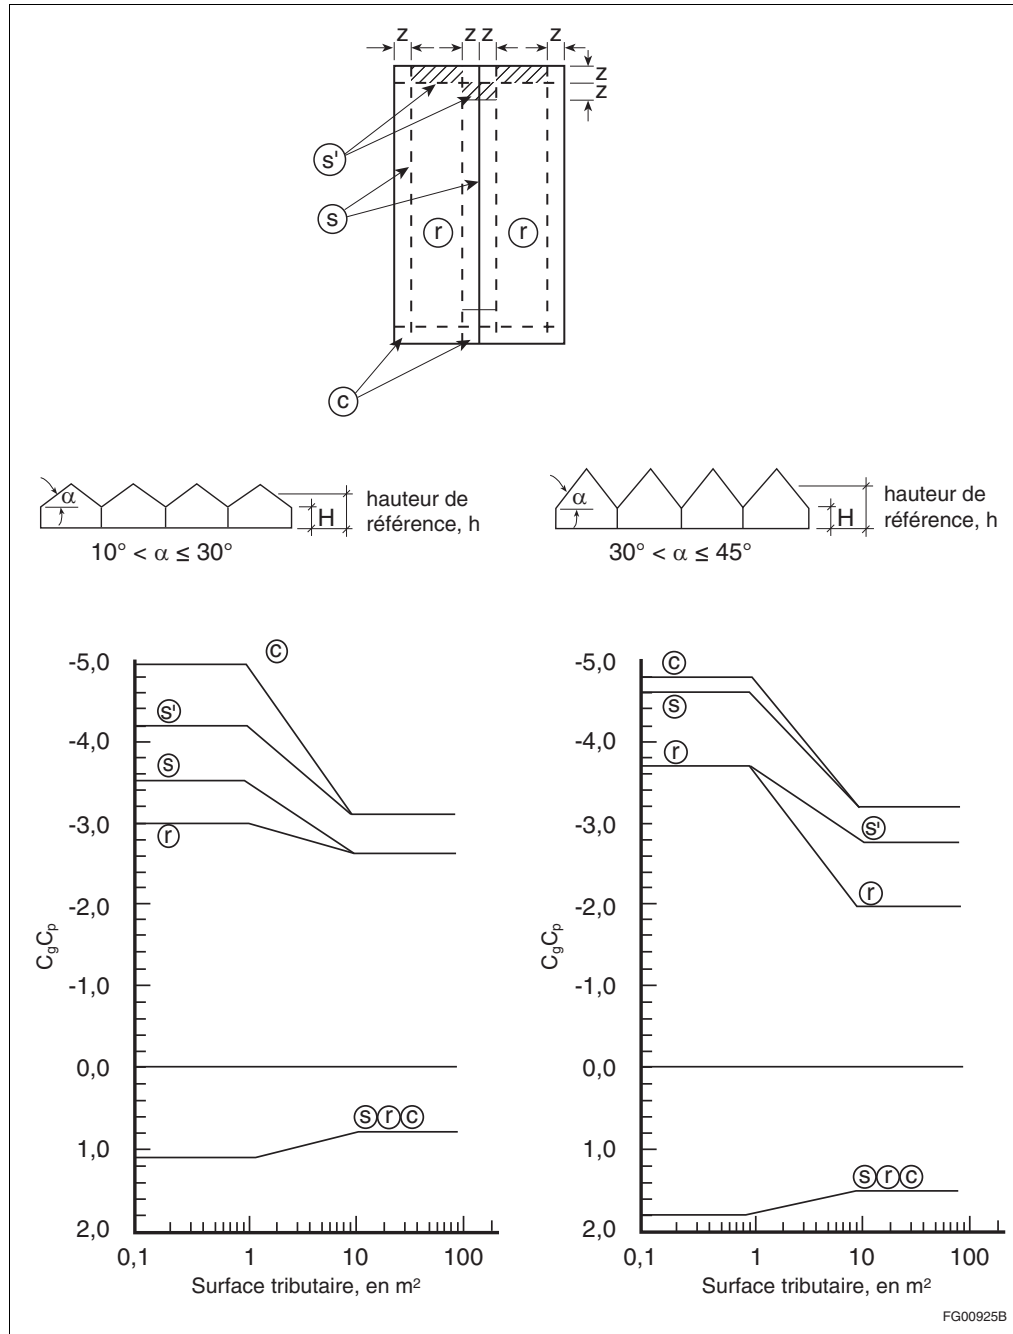 z z z z
z
z
s'
s
r r
c
α H hauteur de
référence, h
10° < α ≤ 30°
α H hauteur de
référence, h
30° < α ≤ 45°
-5,0
-4,0
-3,0
-2,0
-1,0
0,0
1,0
2,0
CgCp
c
s'
s
r
s r c
0,1 1 10 100
Surface tributaire, en m²
-5,0
-4,0
-3,0
-2,0
-1,0
0,0
1,0
2,0
CgCp
c
s
r
s'
r
s r c
0,1 1 10 100
Surface tributaire, en m²
FG00925B